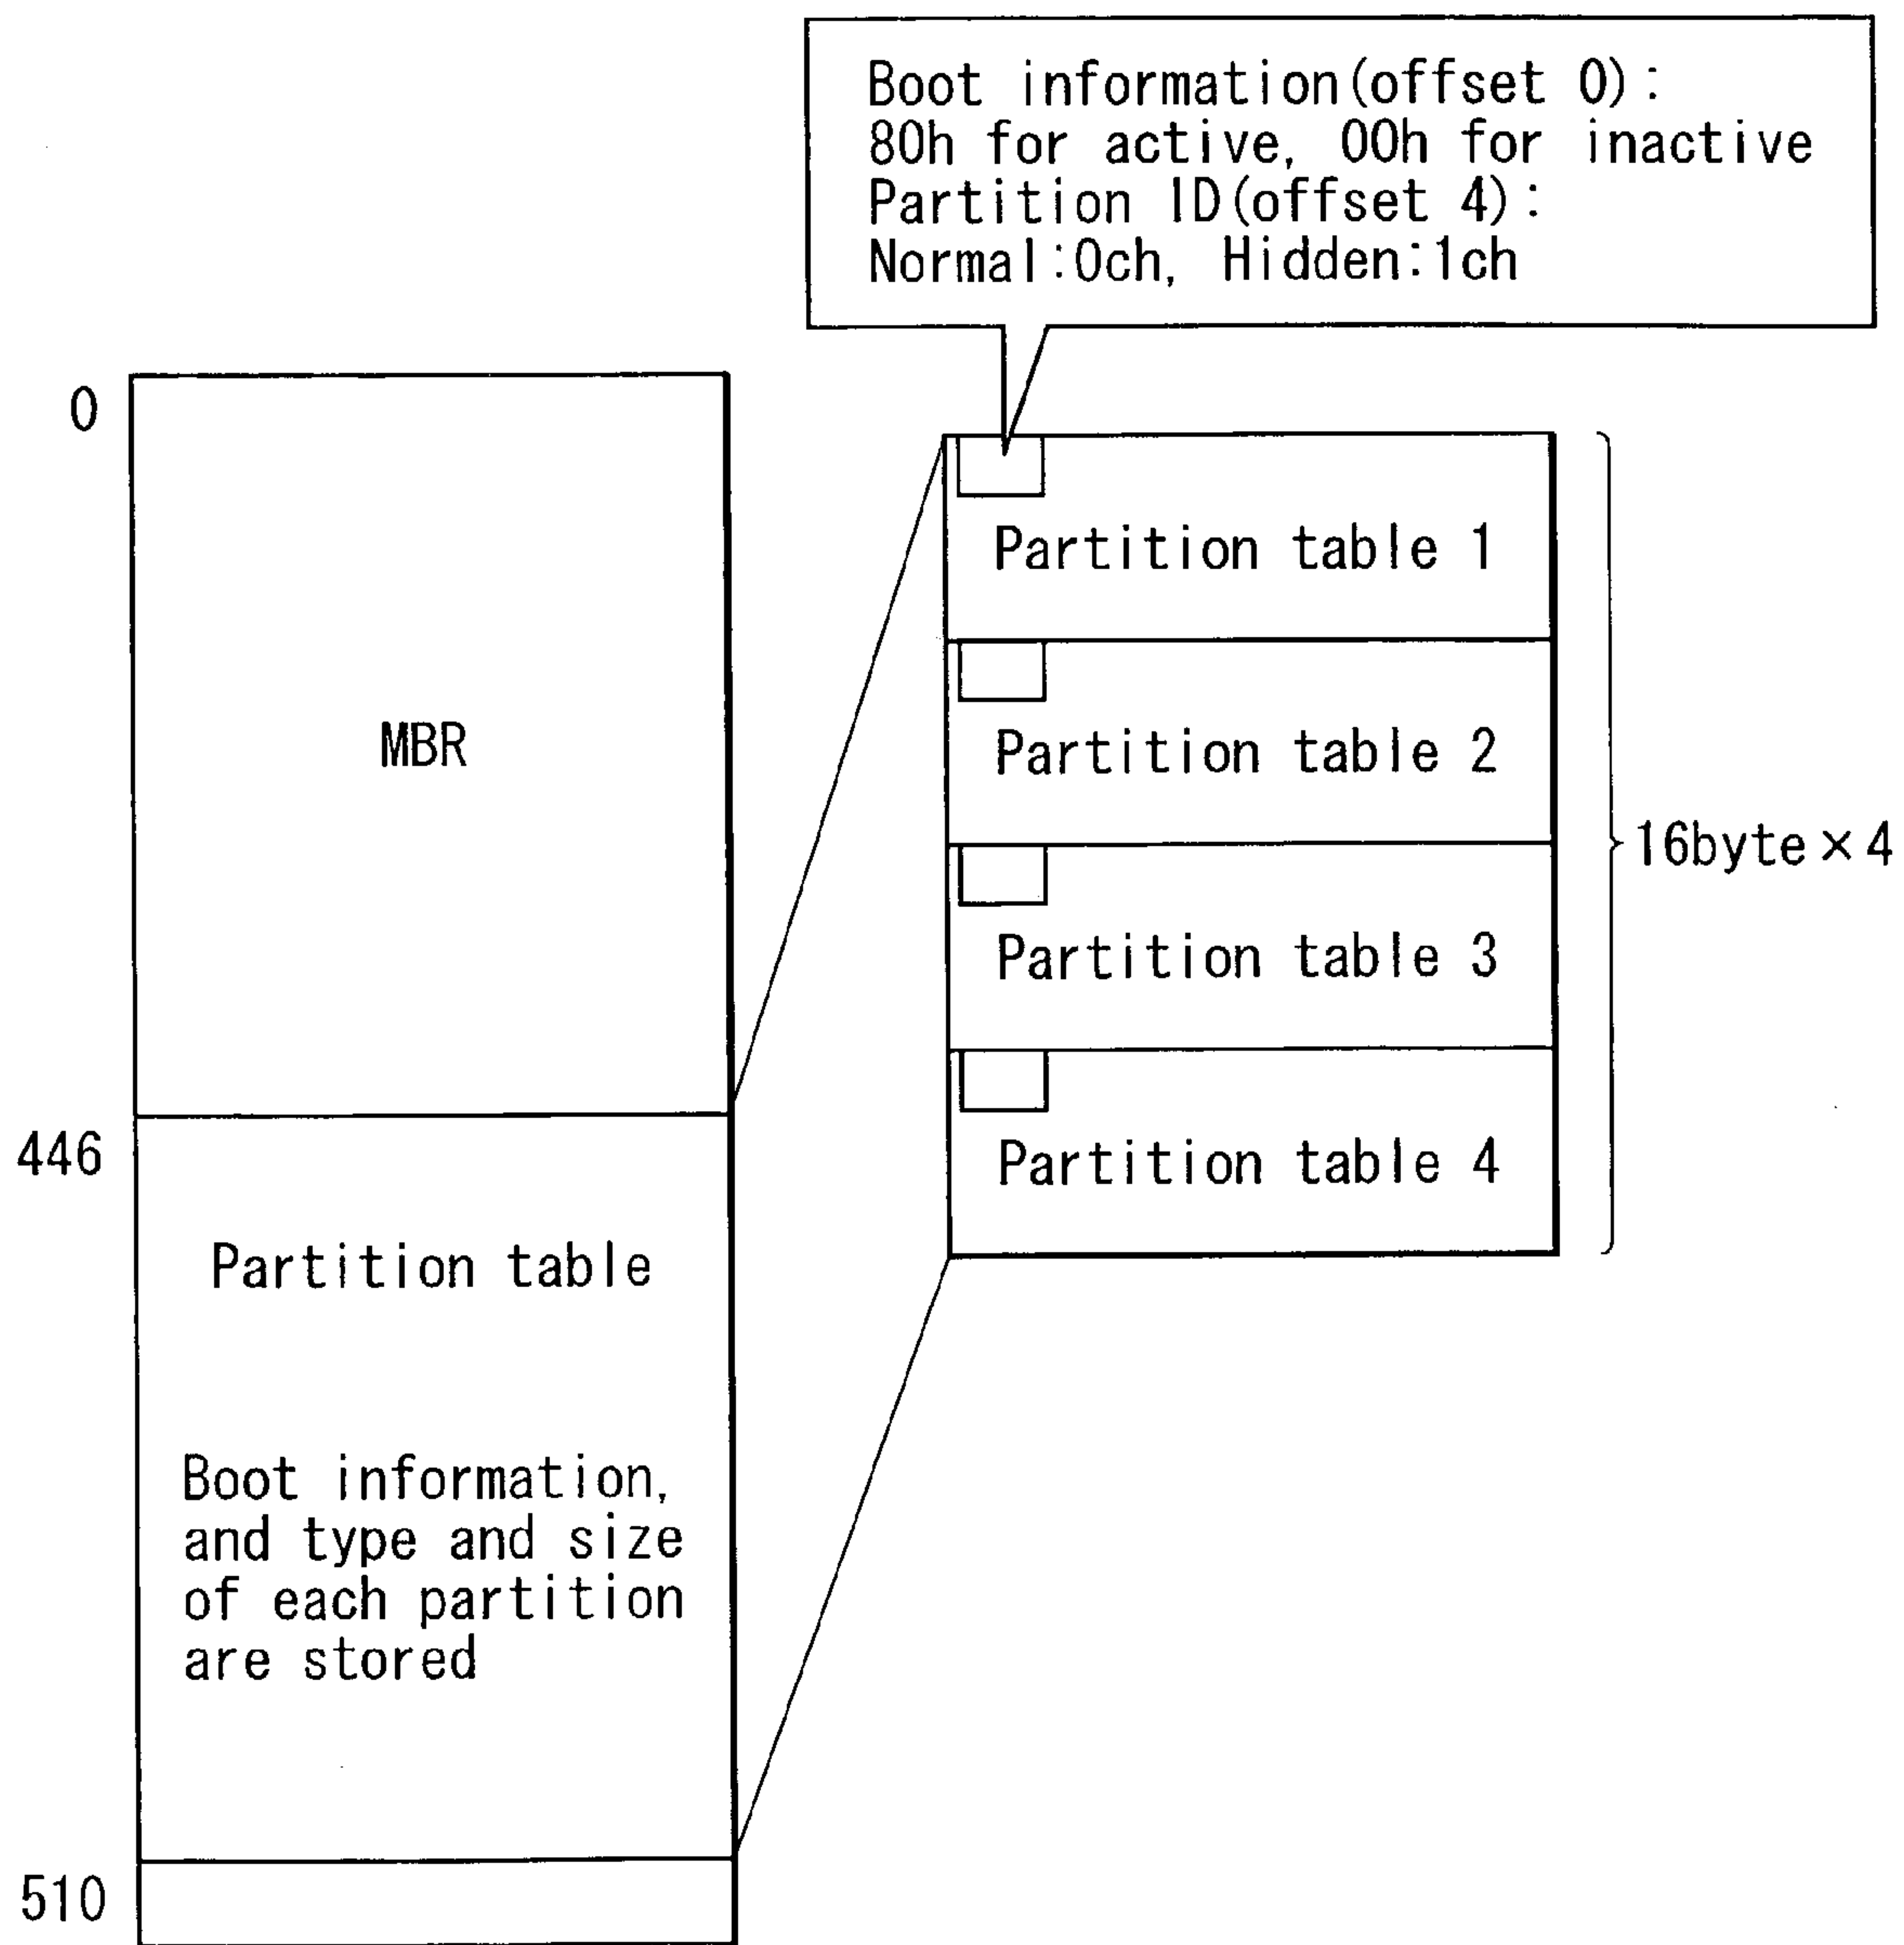 Boot information(offset 0):
80h for active, 00h for inactive
Partition ID(offset 4):
Normal:0ch, Hidden:1ch
0
MBR
446
Partition table
Boot information,
and type and size
of each partition
are stored
510
Partition table 1
Partition table 2
Partition table 3
Partition table 4
16byte×4